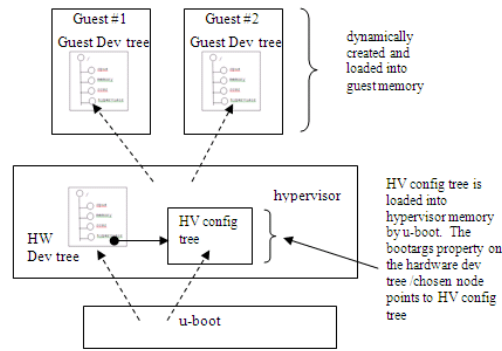 Guest #1
Guest Dev tree
Guest #2
Guest Dev tree
dynamically
created and
loaded into
guest memory
hypervisor
HW
Dev tree
HV config
tree
HV config tree is
loaded into
hypervisor memory
by u-boot. The
bootargs property on
the hardware dev
tree /chosen node
points to HV config
tree
u-boot